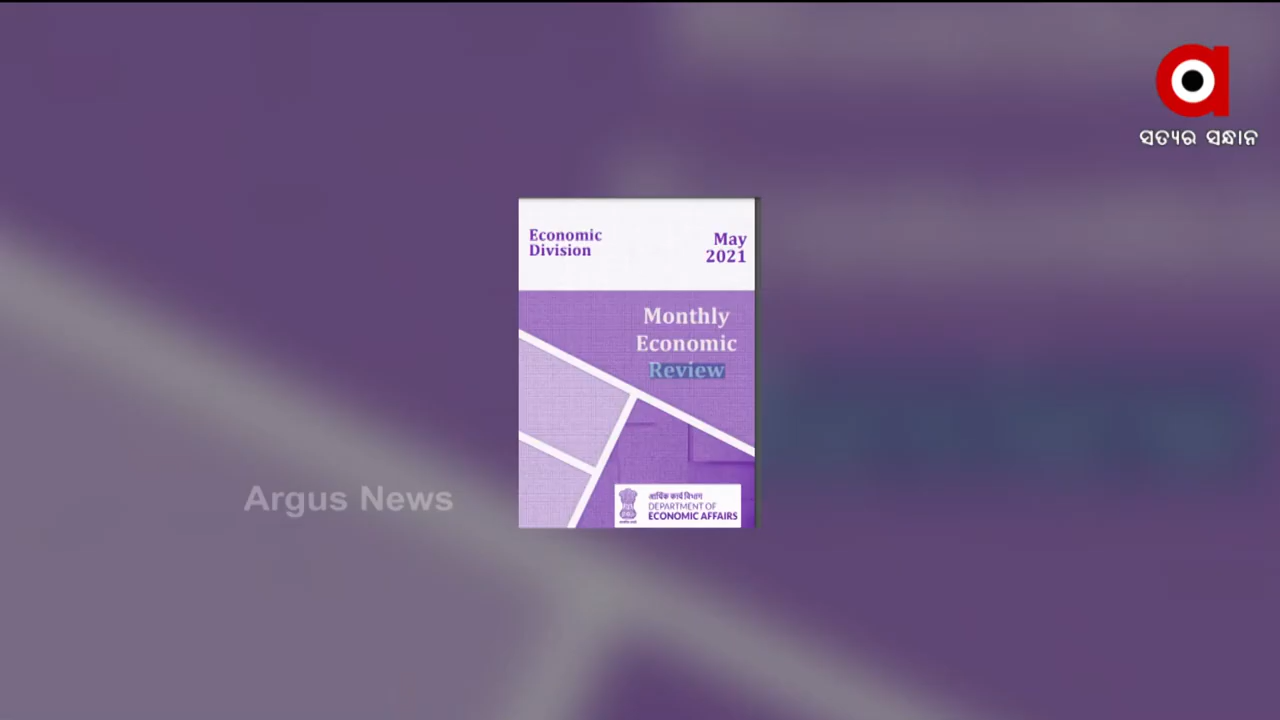 ସତ୍ୟର ସନ୍ଧାନ
Economic
Division
May
2021
Monthly
Economic
Review
Argus News
आर्थिक कार्य विभाग
DEPARTMENT OF
ECONOMIC AFFAIRS